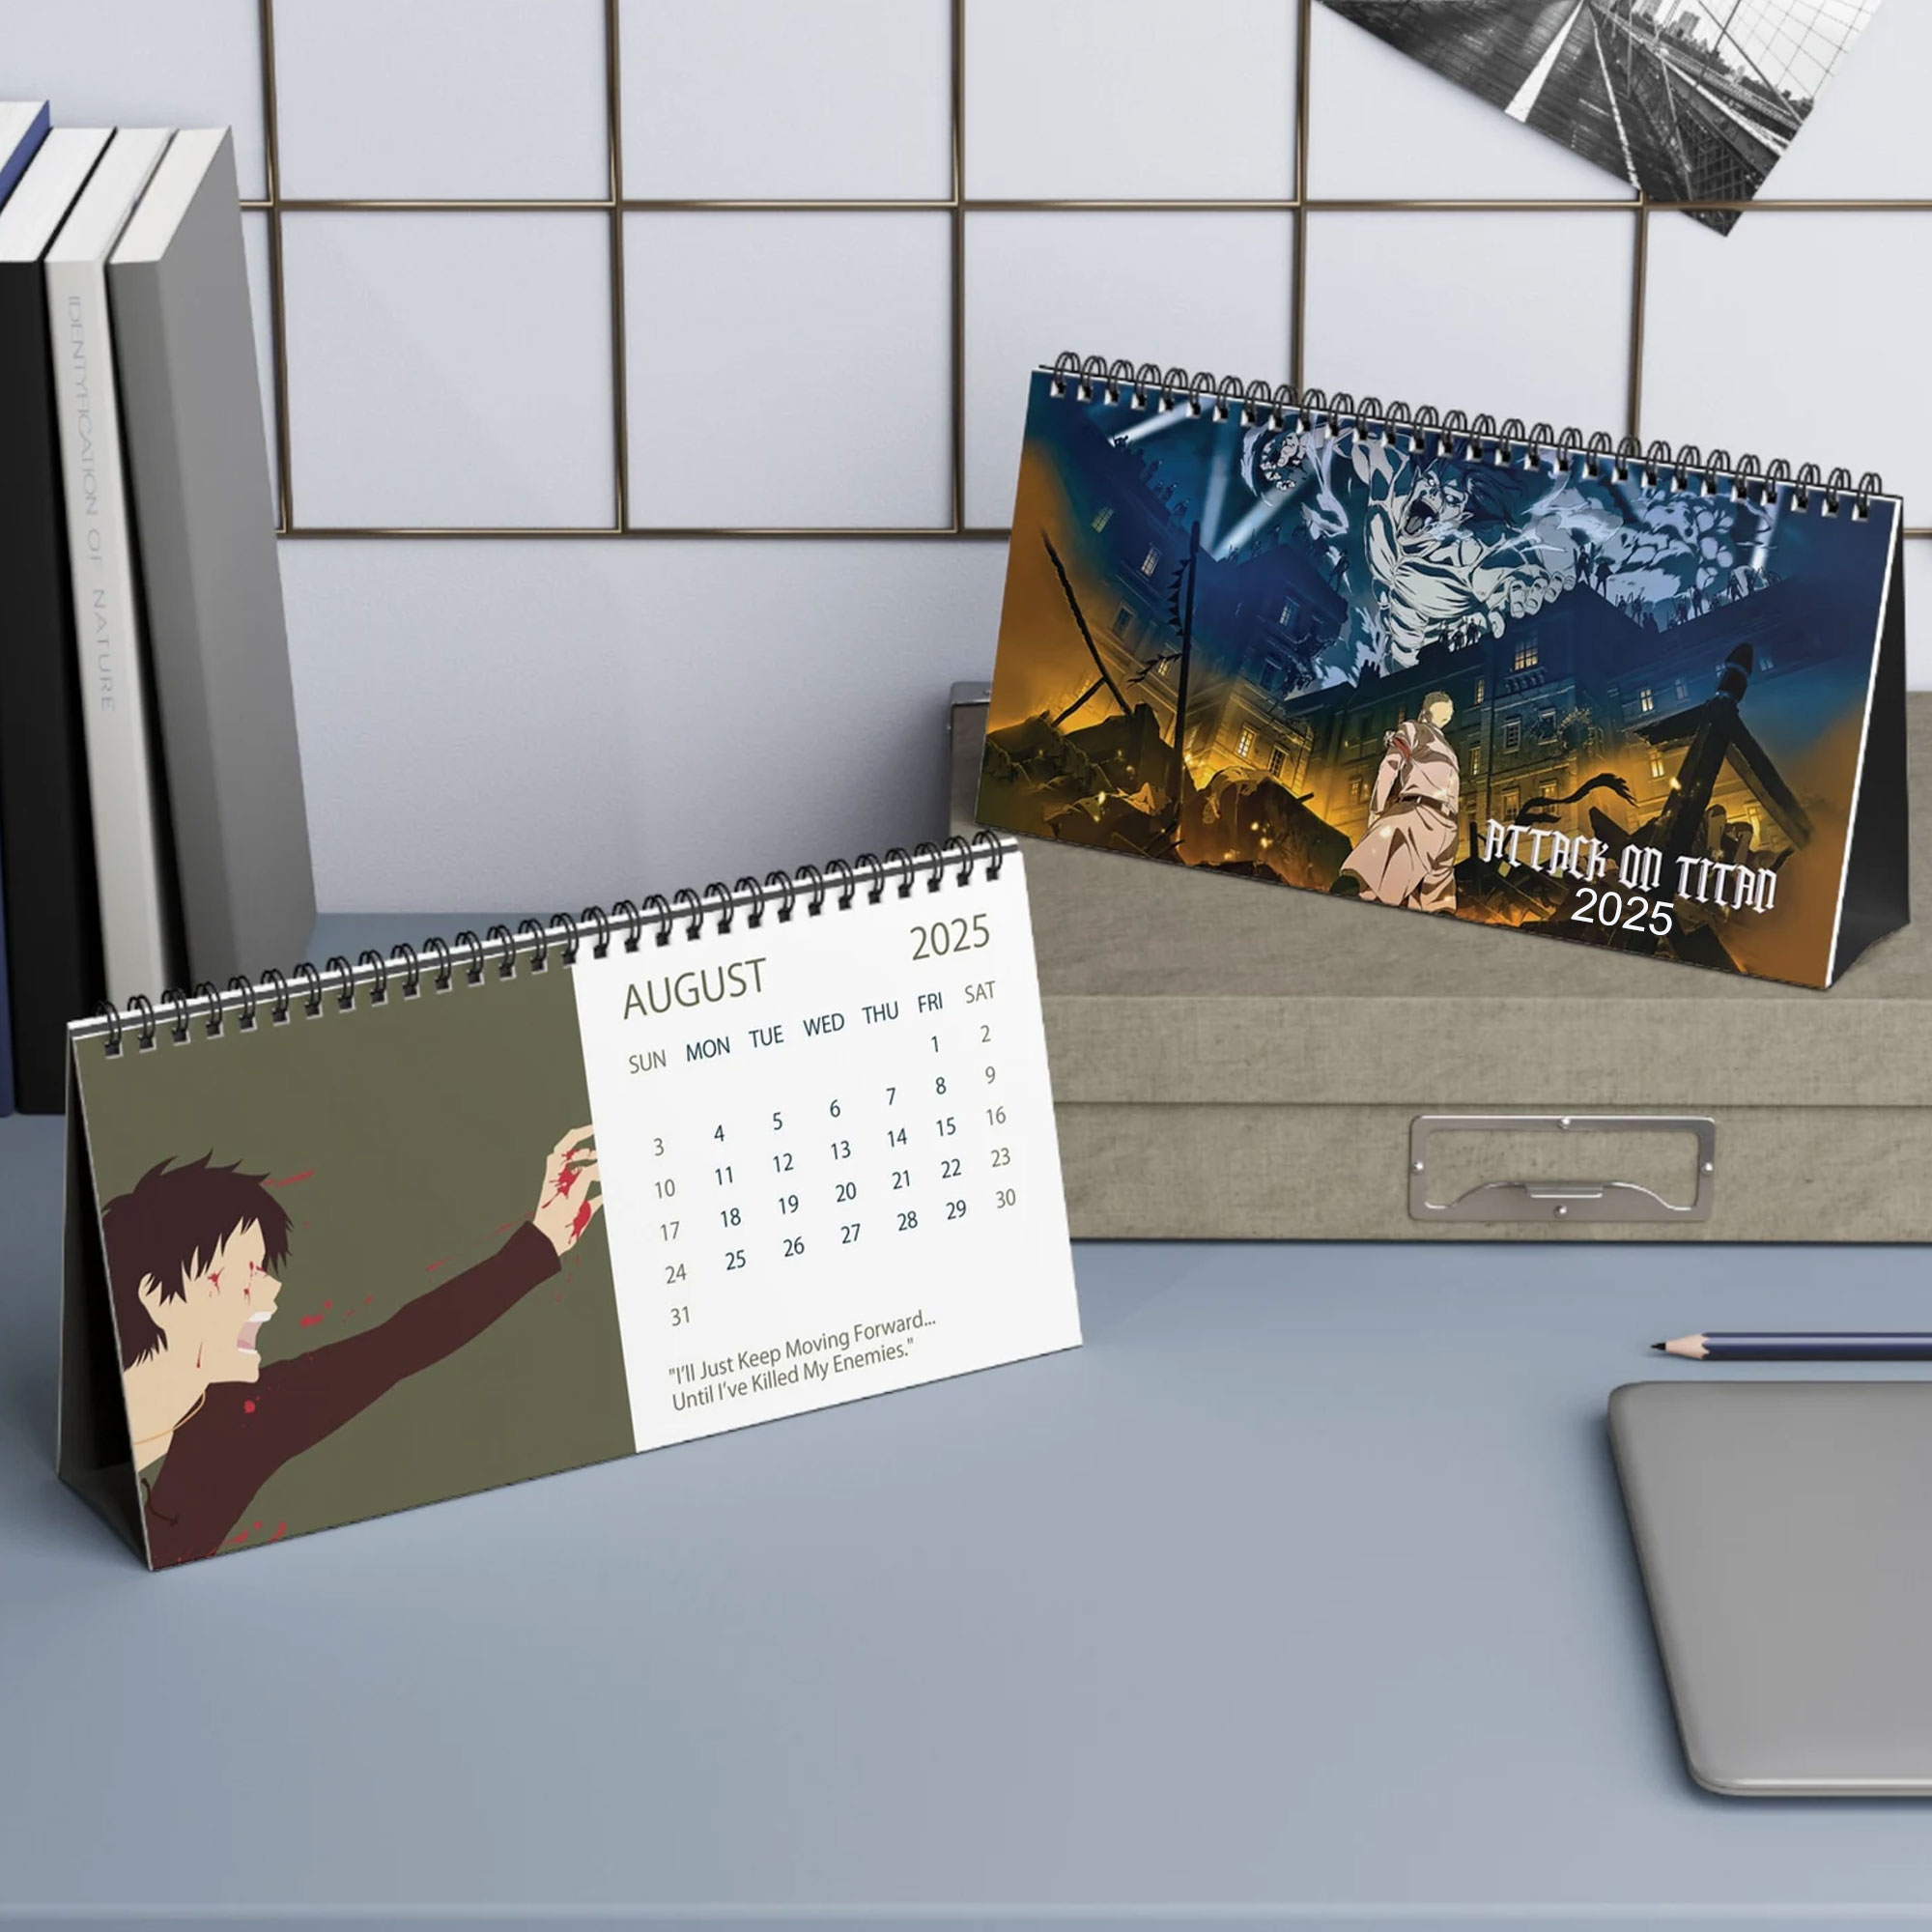 IDENTYFICATION OF NATURE
ATTACK ON TITAN
2025
AUGUST 2025
SUN MON TUE WED THU FRI SAT
1 2
3 4 5 6 7 8 9
10 11 12 13 14 15 16
17 18 19 20 21 22 23
24 25 26 27 28 29 30
31
"I'll Just Keep Moving Forward...
Until I've Killed My Enemies."